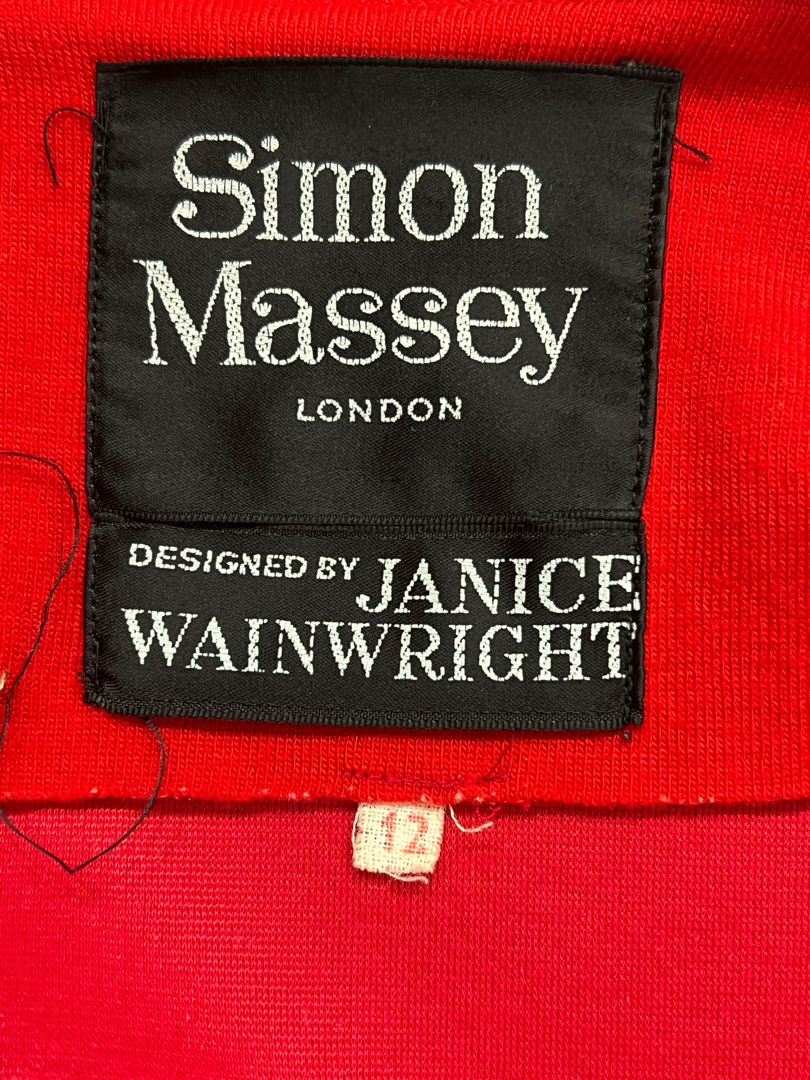 Simon
Massey
LONDON
DESIGNED BY JANICE
WAINWRIGHT
12